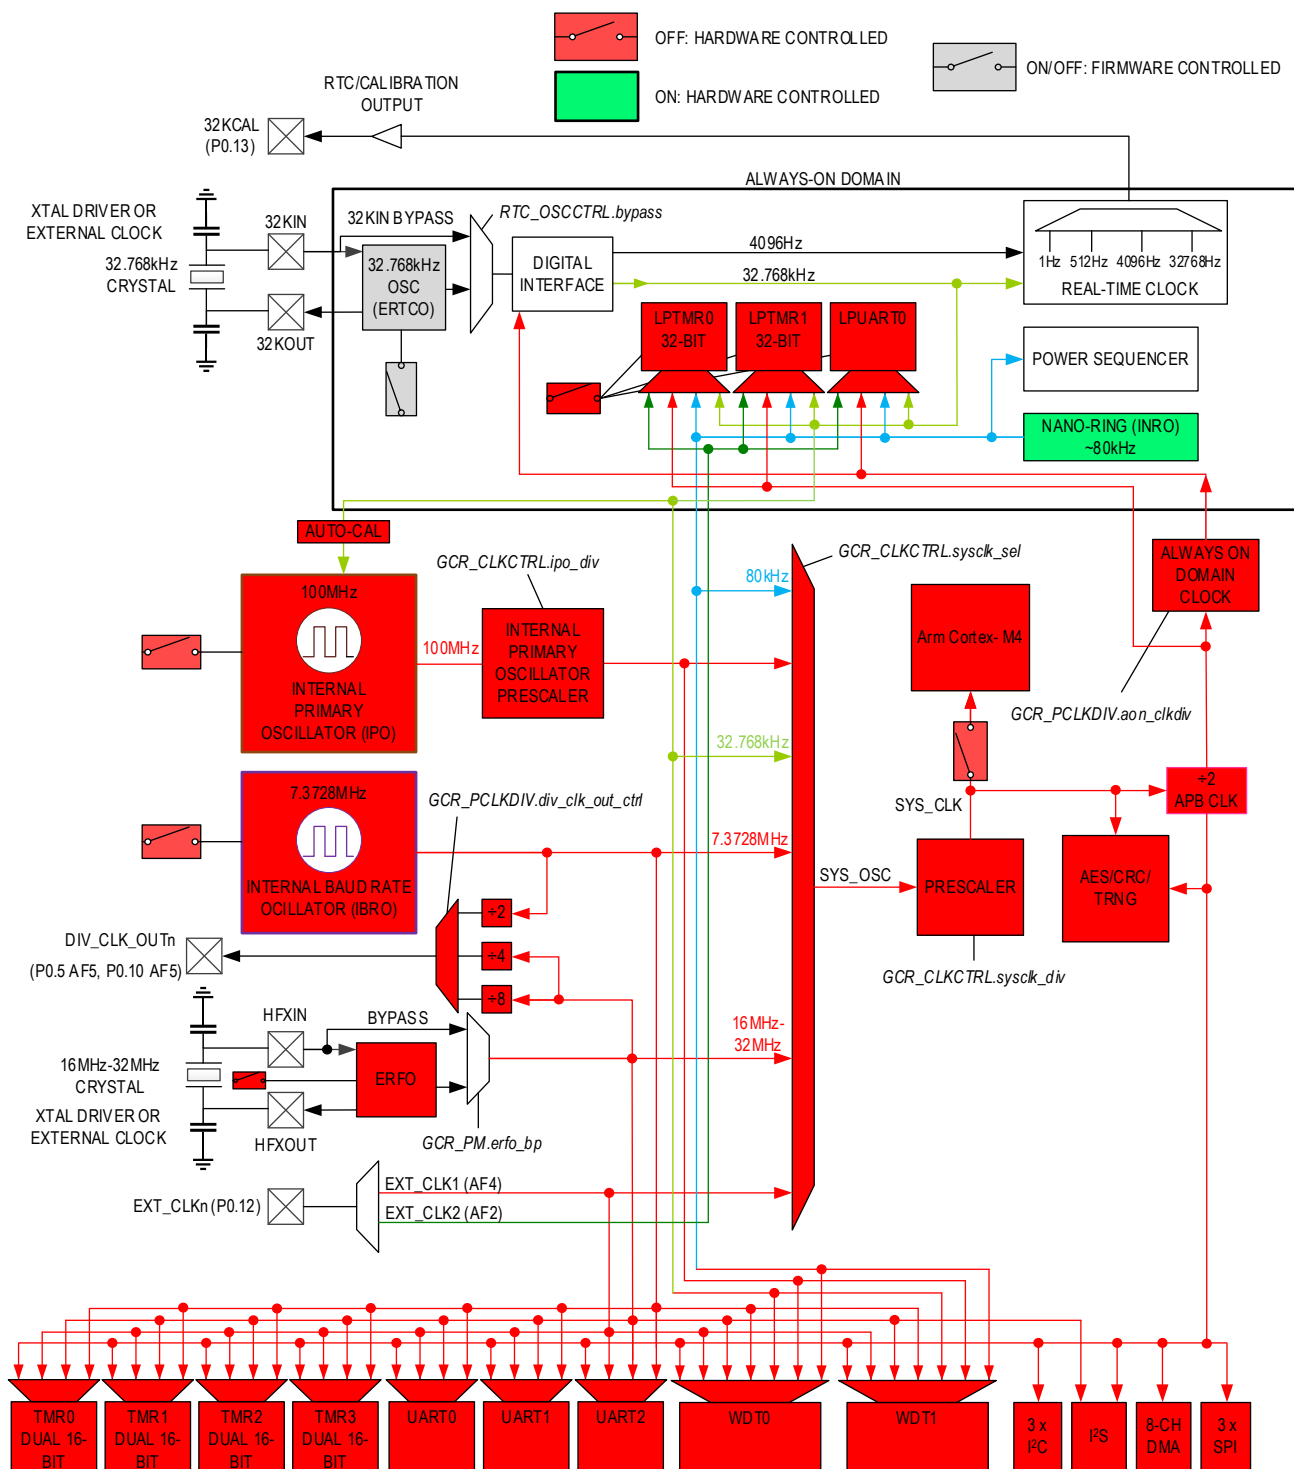 OFF: HARDWARE CONTROLLED
ON/OFF: FIRMWARE CONTROLLED
ON: HARDWARE CONTROLLED
RTC/CALIBRATION
OUTPUT
32KCAL
(P0.13)
ALWAYS-ON DOMAIN
XTAL DRIVER OR
EXTERNAL CLOCK
32KIN
32KIN BYPASS
RTC_OSCCTRL.bypass
32.768kHz
CRYSTAL
32.768kHz
OSC
(ERTCO)
DIGITAL
INTERFACE
4096Hz
32.768kHz
1Hz
512Hz
4096Hz
32768Hz
REAL-TIME CLOCK
32KOUT
LPTMR0
32-BIT
LPTMR1
32-BIT
LPUART0
POWER SEQUENCER
NANO-RING (INRO)
~80kHz
AUTO-CAL
GCR_CLKCTRL.ipo_div
GCR_CLKCTRL.sysclk_sel
ALWAYS ON
DOMAIN
CLOCK
100MHz
INTERNAL
PRIMARY
OSCILLATOR (IPO)
100MHz
INTERNAL
PRIMARY
OSCILLATOR
PRESCALER
80kHz
Arm Cortex- M4
GCR_PCLKDIV.aon_clkdiv
32.768kHz
7.3728MHz
INTERNAL BAUD RATE
OCILLATOR (IBRO)
GCR_PCLKDIV.div_clk_out_ctrl
7.3728MHz
SYS_CLK
÷2
APB CLK
SYS_OSC
PRESCALER
AES/CRC/
TRNG
÷2
÷4
÷8
DIV_CLK_OUTn
(P0.5 AF5, P0.10 AF5)
GCR_CLKCTRL.sysclk_div
HFXIN
BYPASS
16MHz-
32MHz
16MHz-32MHz
CRYSTAL
ERFO
XTAL DRIVER OR
EXTERNAL CLOCK
HFXOUT
GCR_PM.erfo_bp
EXT_CLKn (P0.12)
EXT_CLK1 (AF4)
EXT_CLK2 (AF2)
TMR0
DUAL 16-
BIT
TMR1
DUAL 16-
BIT
TMR2
DUAL 16-
BIT
TMR3
DUAL 16-
BIT
UART0
UART1
UART2
WDT0
WDT1
3 x
I²C
I²S
8-CH
DMA
3 x
SPI